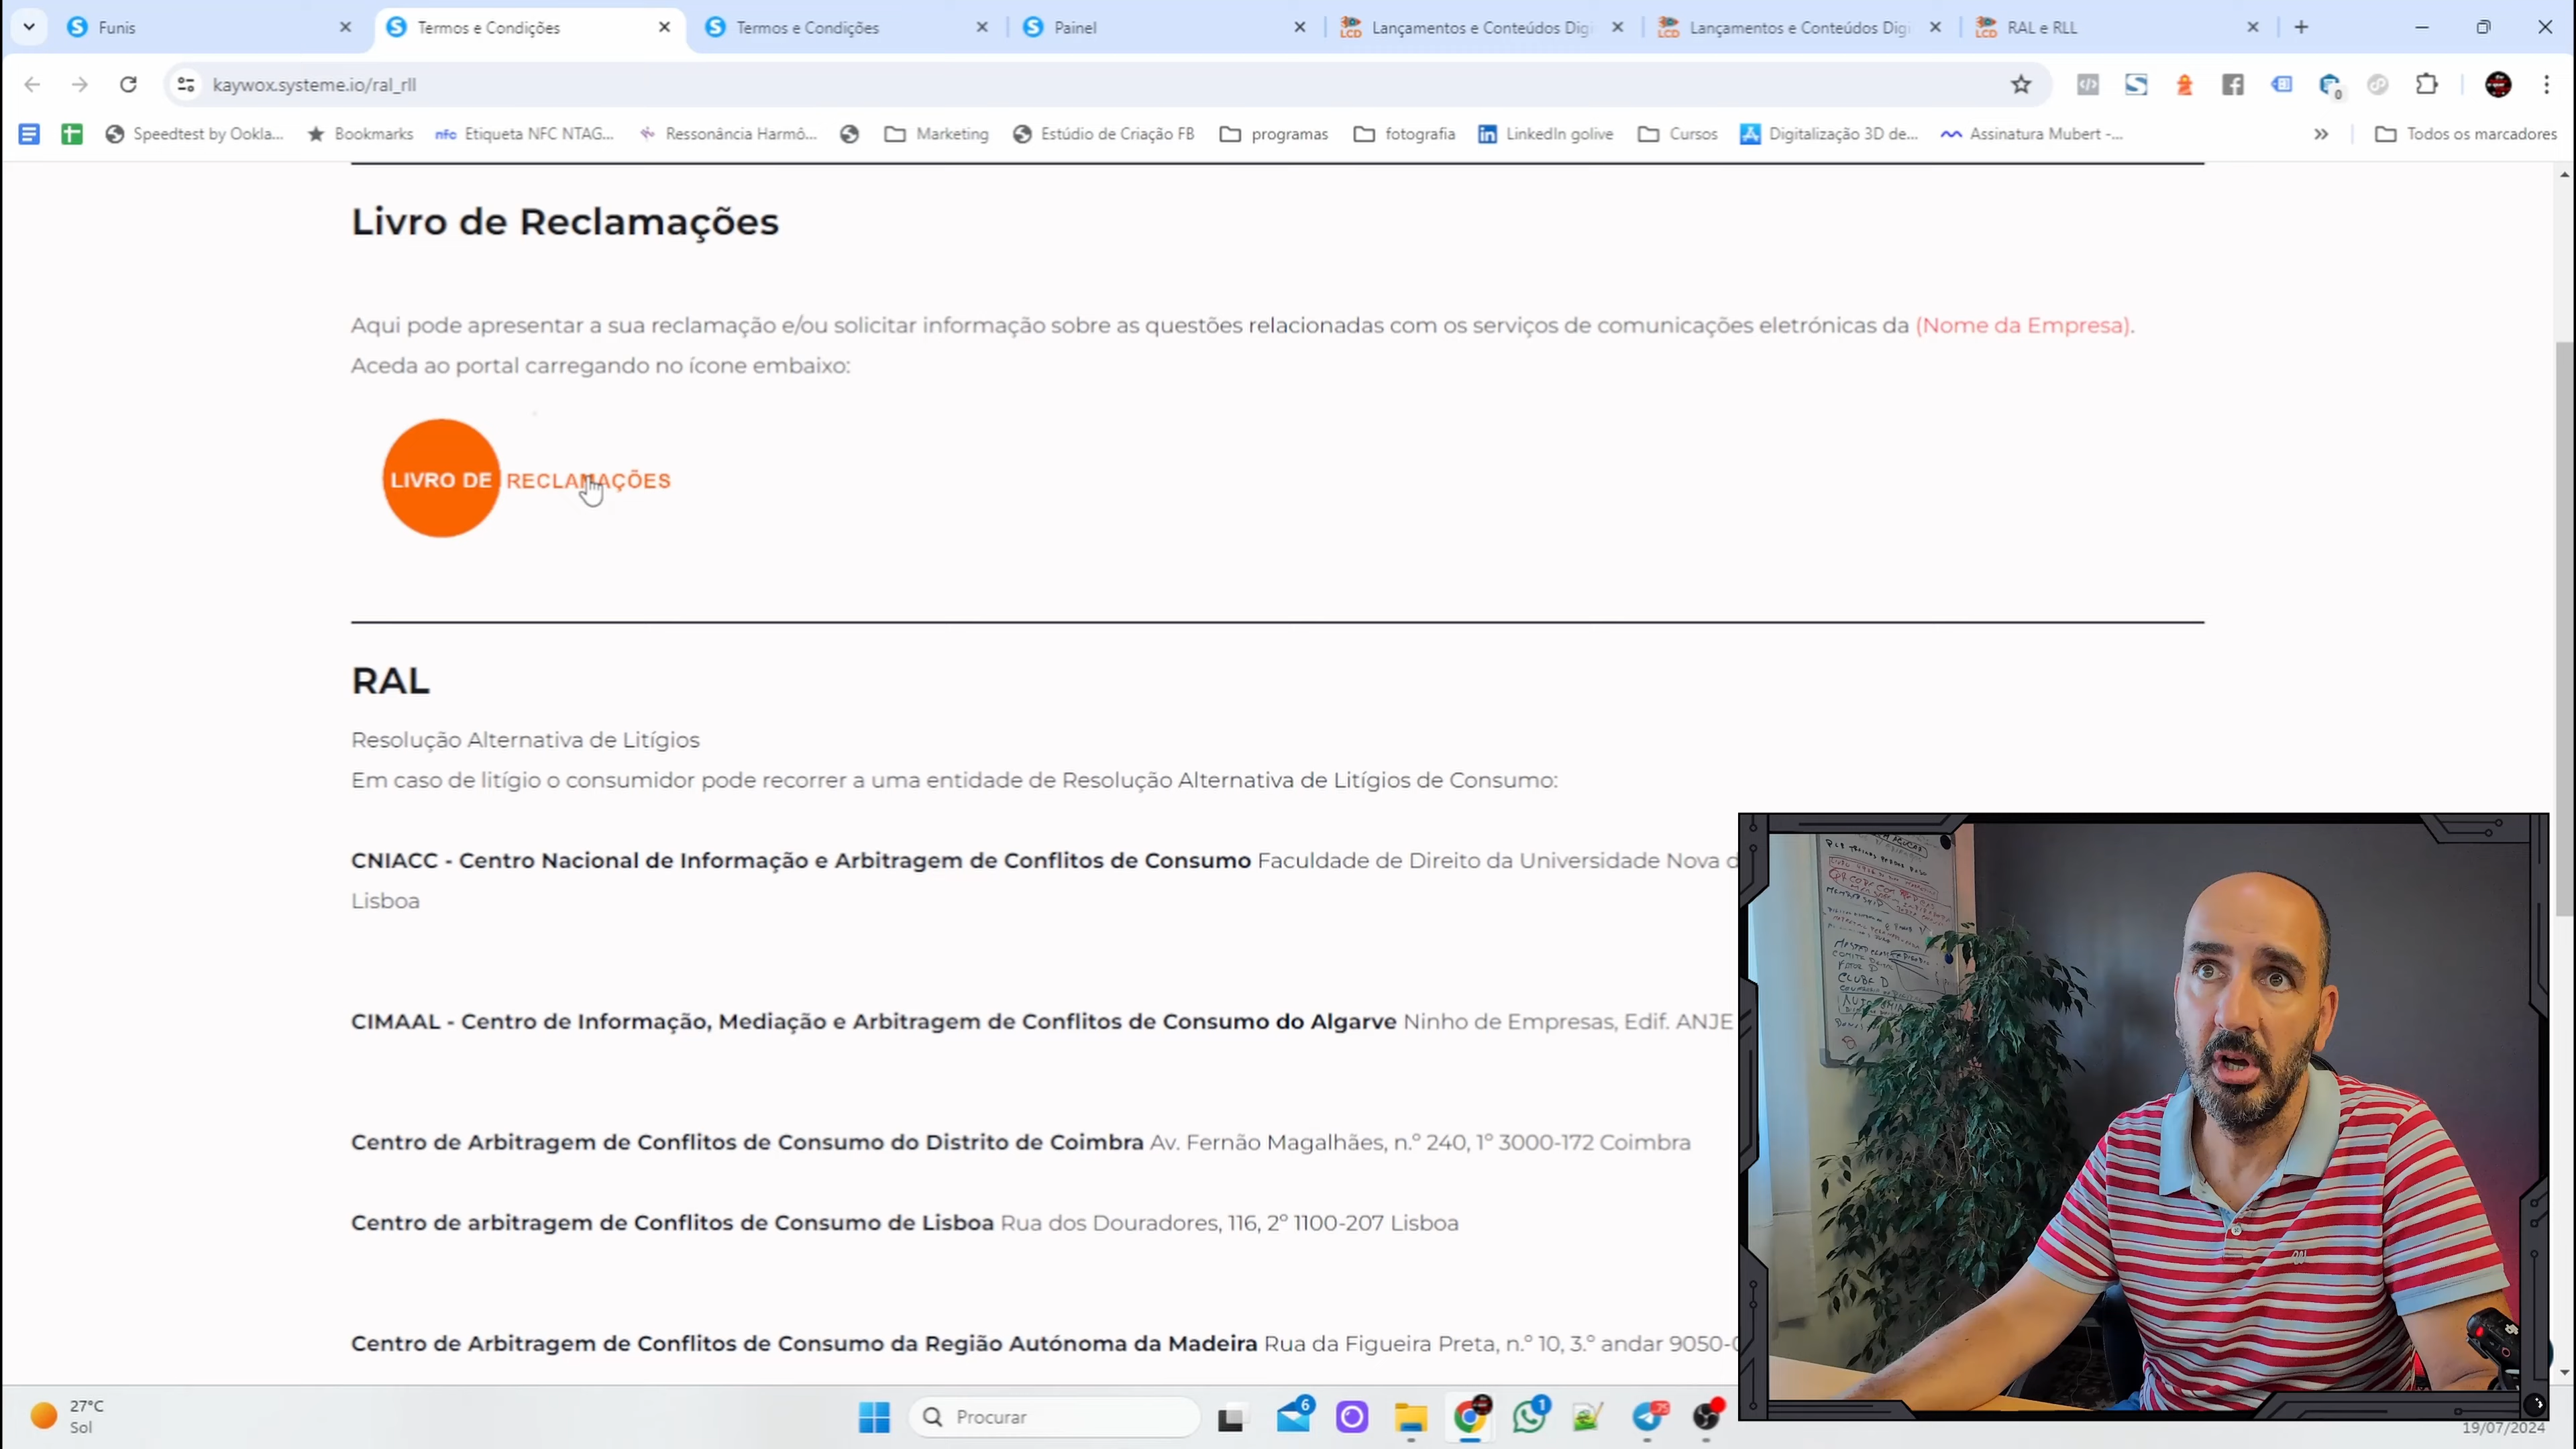 Funis
Termos e Condições
Termos e Condições
Painel
Lançamentos e Conteúdos Dig
Lançamentos e Conteúdos Dig
RAL e RLL
kaywox.systeme.io/ral_rll
0
Speedtest by Ookla...
Bookmarks
nfc Etiqueta NFC NTAG...
Ressonância Harmô...
Marketing
Estúdio de Criação FB
programas
fotografia
LinkedIn golive
Cursos
Digitalização 3D de...
Assinatura Mubert -...
Todos os marcadores
Livro de Reclamações
Aqui pode apresentar a sua reclamação e/ou solicitar informação sobre as questões relacionadas com os serviços de comunicações eletrónicas da (Nome da Empresa).
Aceda ao portal carregando no ícone embaixo:
LIVRO DE RECLAMAÇÕES
RAL
Resolução Alternativa de Litígios
Em caso de litígio o consumidor pode recorrer a uma entidade de Resolução Alternativa de Litígios de Consumo:
CNIACC - Centro Nacional de Informação e Arbitragem de Conflitos de Consumo Faculdade de Direito da Universidade Nova
Lisboa
CIMAAL - Centro de Informação, Mediação e Arbitragem de Conflitos de Consumo do Algarve Ninho de Empresas, Edif. ANJE
Centro de Arbitragem de Conflitos de Consumo do Distrito de Coimbra Av. Fernão Magalhães, n.º 240, 1º 3000-172 Coimbra
Centro de arbitragem de Conflitos de Consumo de Lisboa Rua dos Douradores, 116, 2º 1100-207 Lisboa
Centro de Arbitragem de Conflitos de Consumo da Região Autónoma da Madeira Rua da Figueira Preta, n.º 10, 3.º andar 9050-
CLUBE D
27°C
Sol
Procurar
6
1
19/07/2024